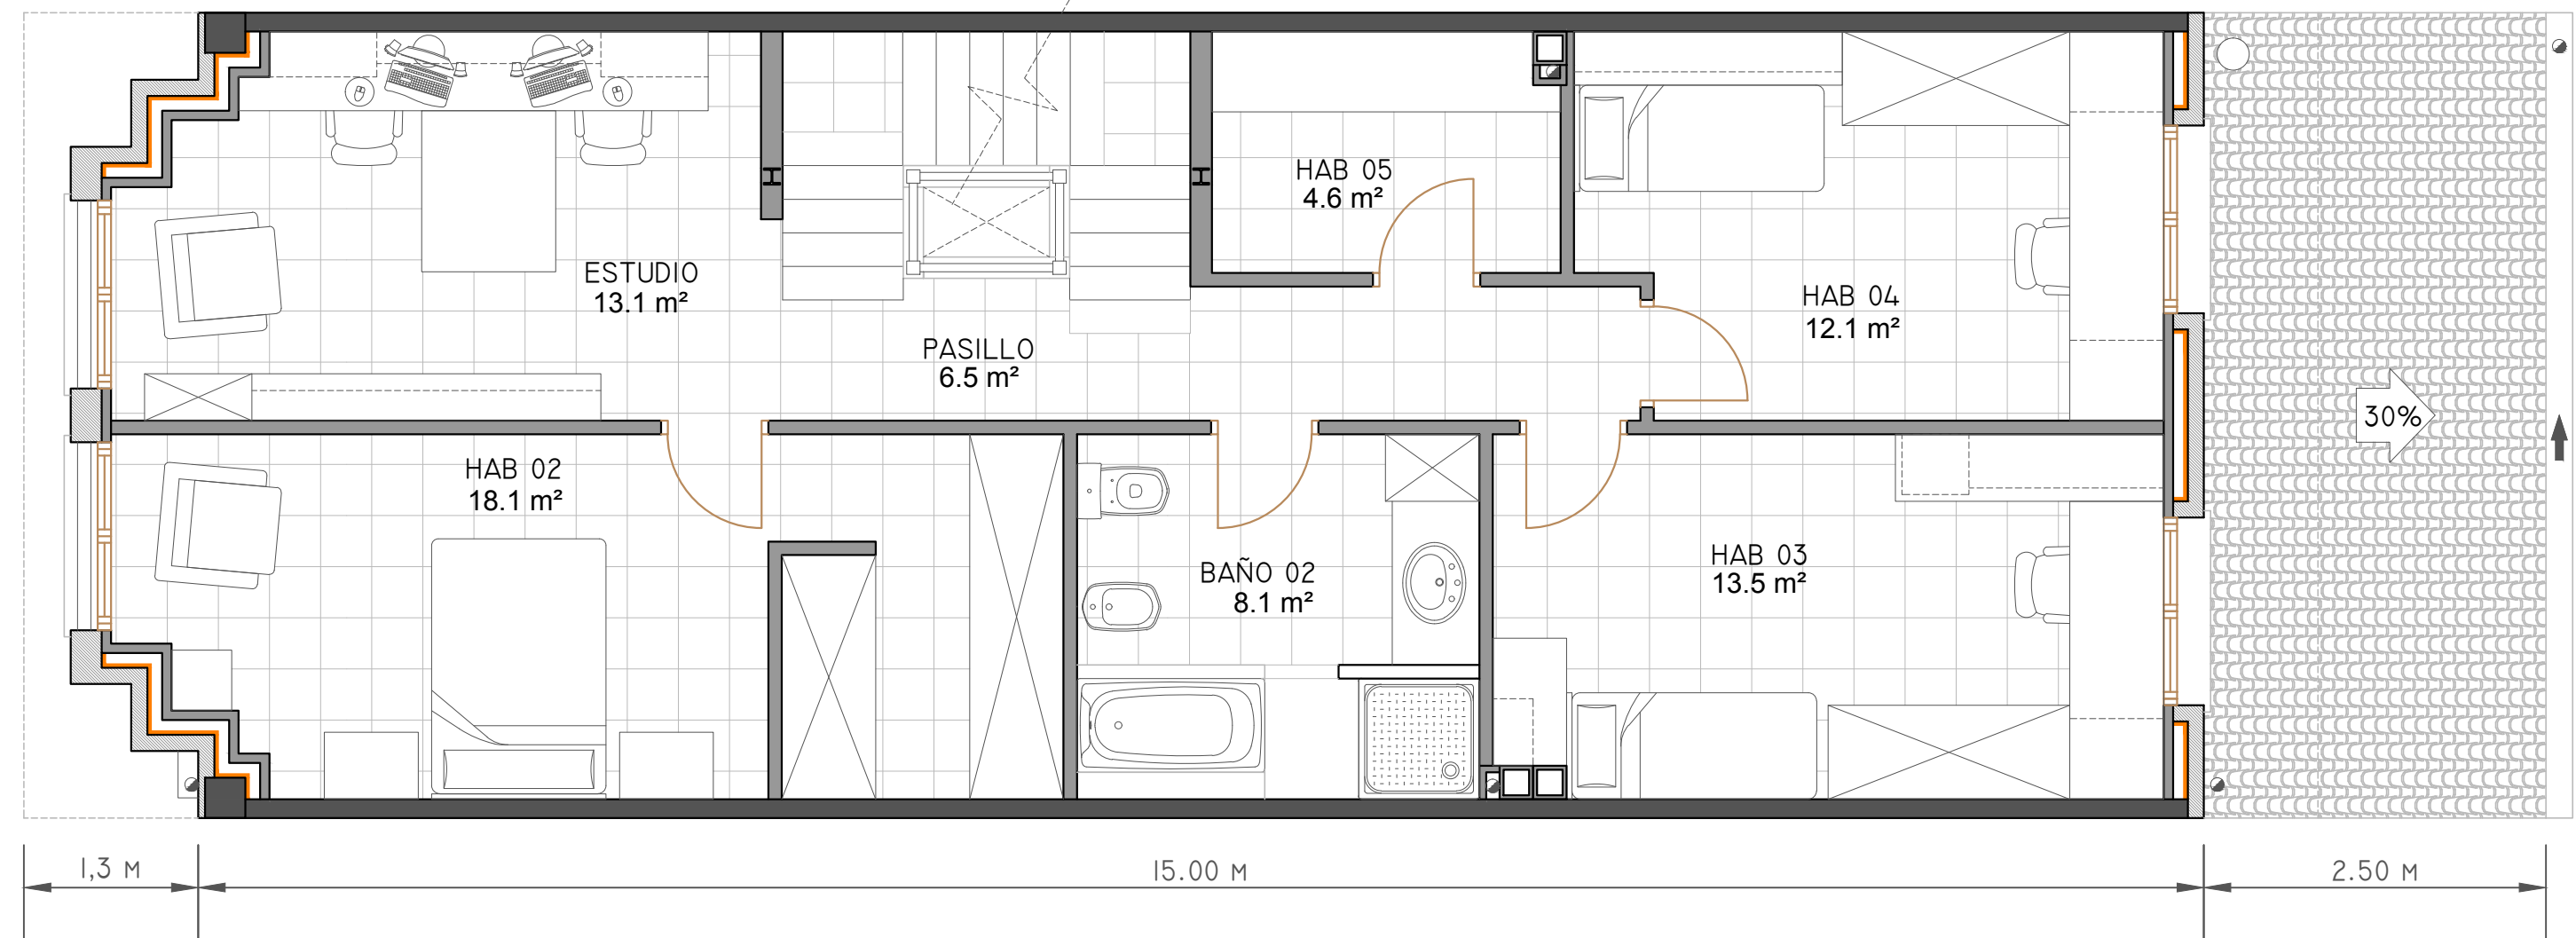 HAB 05
4.6 m²
ESTUDIO
13.1 m²
HAB 04
12.1 m²
PASILLO
6.5 m²
30%
HAB 02
18.1 m²
BAÑO 02
8.1 m²
HAB 03
13.5 m²
1,3 M
15.00 M
2.50 M